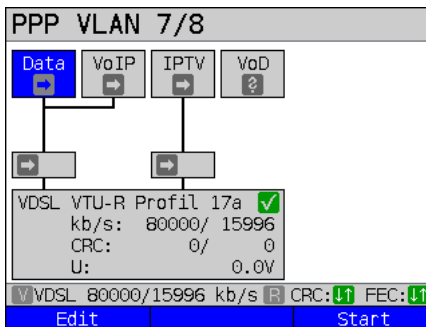 PPP VLAN 7/8
Data VoIP IPTV VoD
VDSL VTU-R Profil 17a
kb/s: 80000/ 15996
CRC: 0/ 0
U: 0.0V
V VDSL 80000/15996 kb/s R CRC: FEC:
Edit Start